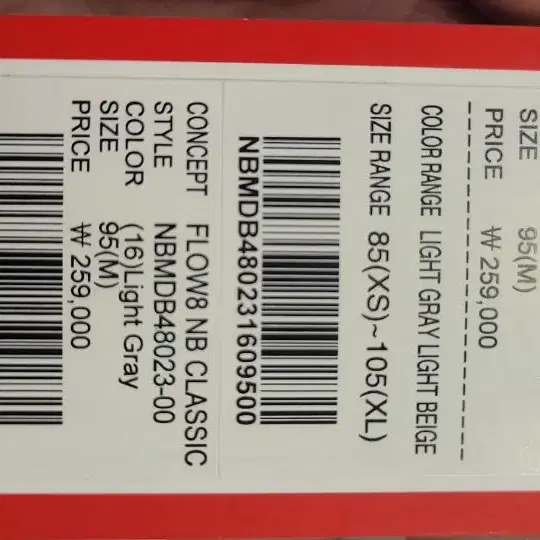 SIZE 95(M)
PRICE ₩ 259,000
COLOR RANGE LIGHT GRAY LIGHT BEIGE
SIZE RANGE 85(XS)~105(XL)
NBMDB480231609500
CONCEPT FLOW8 NB CLASSIC
STYLE NBMDB48023-00
COLOR (16)Light Gray
SIZE 95(M)
PRICE ₩ 259,000